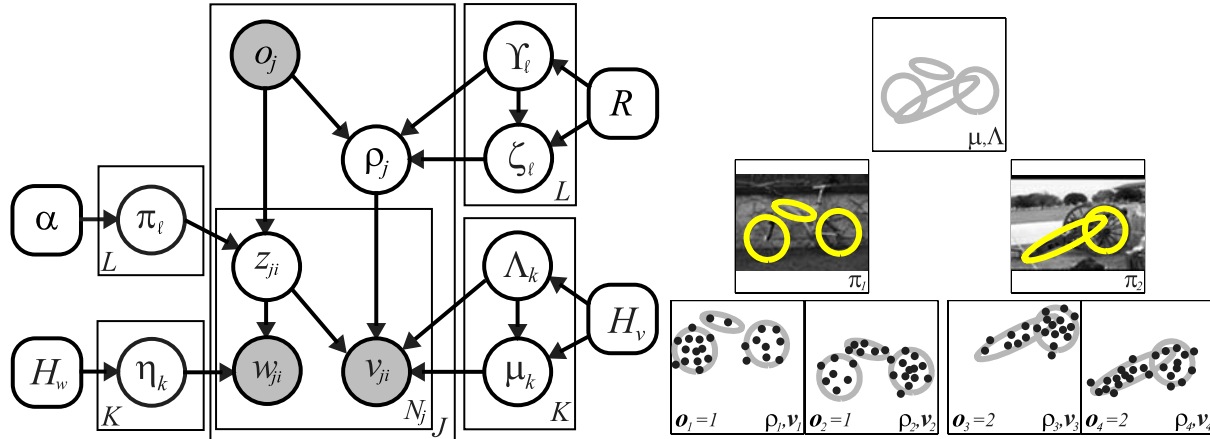 o_j
ϒ_ℓ
R
ρ_j
ζ_ℓ
L
α
π_ℓ
L
z_ji
Λ_k
H_v
H_w
η_k
K
w_ji
v_ji
N_j
J
μ_k
K
μ,Λ
π_1
π_2
o_1=1 ρ_1,v_1
o_2=1 ρ_2,v_2
o_3=2 ρ_3,v_3
o_4=2 ρ_4,v_4